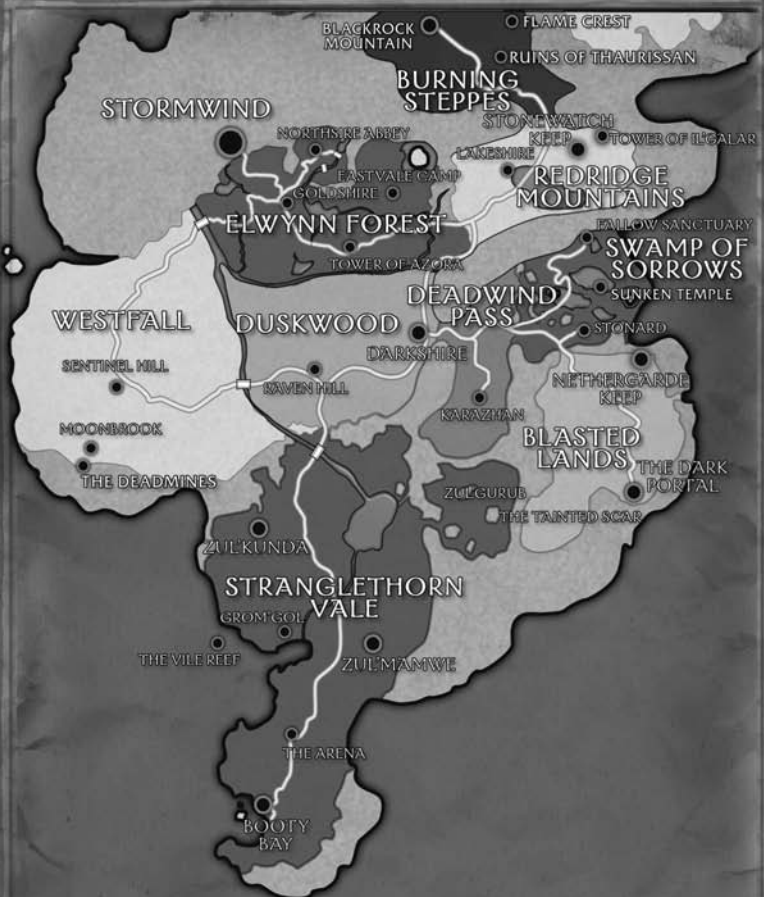 BLACKROCK
MOUNTAIN
FLAME CREST
RUINS OF THAURISSAN
BURNING
STEPPES
STORMWIND
NORTHSIRE ABBEY
STONEWATCH
KEEP
TOWER OF IL'GALAR
LAKESHIRE
EASTVALE CAMP
REDRIDGE
MOUNTAINS
GOLDSHIRE
ELWYNN FOREST
FALLOW SANCTUARY
SWAMP OF
SORROWS
TOWER OF AZORA
DEADWIND
PASS
SUNKEN TEMPLE
WESTFALL
DUSKWOOD
STONARD
DARKSHIRE
SENTINEL HILL
RAVEN HILL
NETHERGARDE
KEEP
KARAZHAN
MOONBROOK
BLASTED
LANDS
THE DEADMINES
THE DARK
PORTAL
ZUL'GURUB
THE TAINTED SCAR
ZUL'KUNDA
STRANGLETHORN
VALE
GROM'GOL
THE VILE REEF
ZUL'MAMWE
THE ARENA
BOOTY
BAY